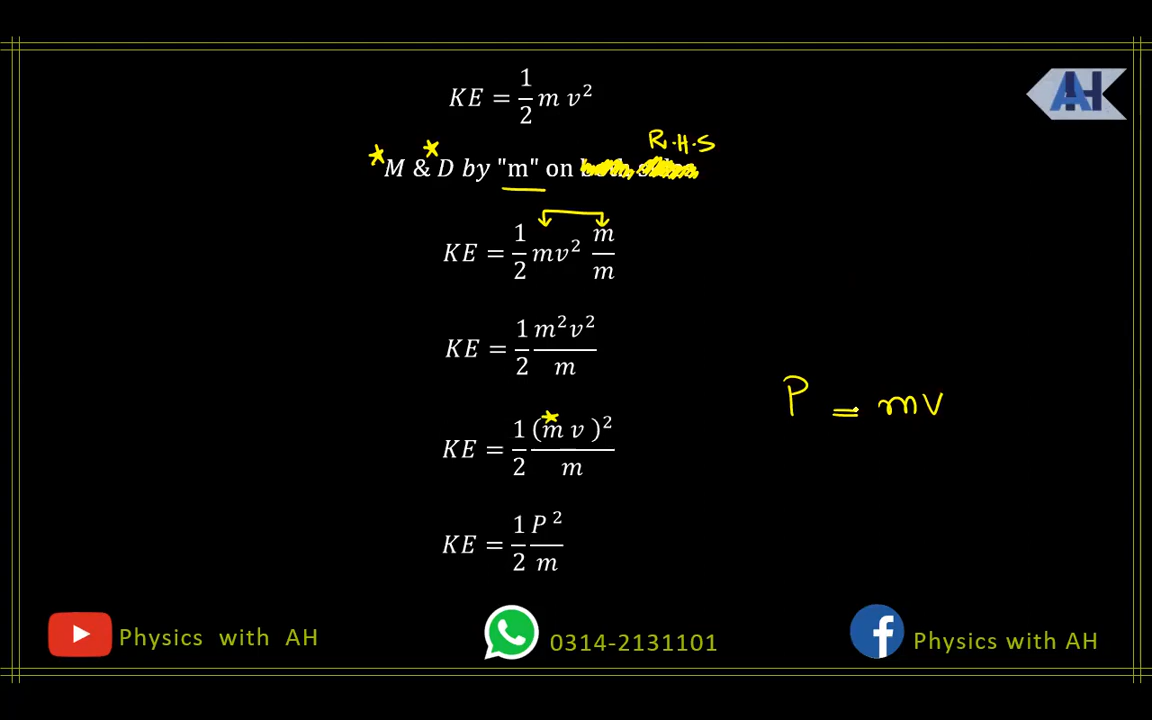 KE = 1/2 m v²
R.H.S
M & D by "m" on
KE = 1/2 mv² m/m
KE = 1/2 m²v²/m
KE = 1/2 (m v)²/m
P = mv
KE = 1/2 P²/m
Physics with AH
0314-2131101
Physics with AH
AH